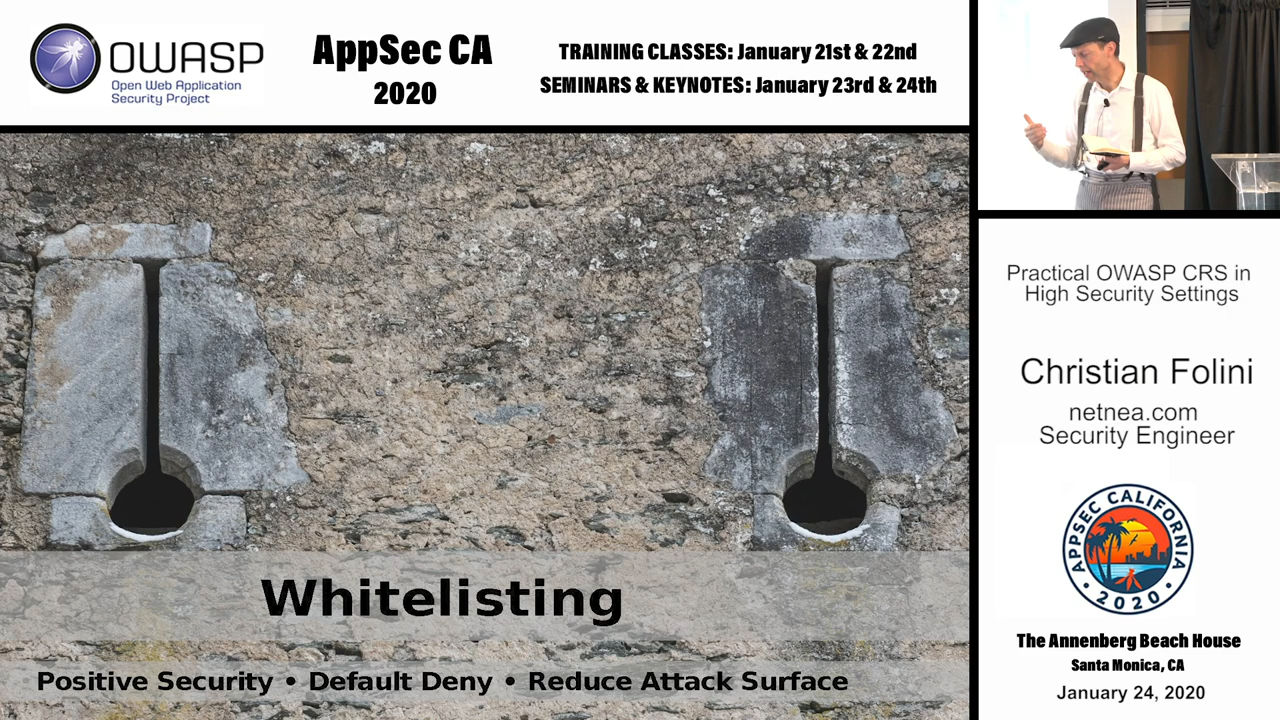 OWASP
Open Web Application
Security Project
AppSec CA
2020
TRAINING CLASSES: January 21st & 22nd
SEMINARS & KEYNOTES: January 23rd & 24th
Whitelisting
Positive Security • Default Deny • Reduce Attack Surface
Practical OWASP CRS in
High Security Settings
Christian Folini
netnea.com
Security Engineer
APPSEC CALIFORNIA
• 2020 •
The Annenberg Beach House
Santa Monica, CA
January 24, 2020